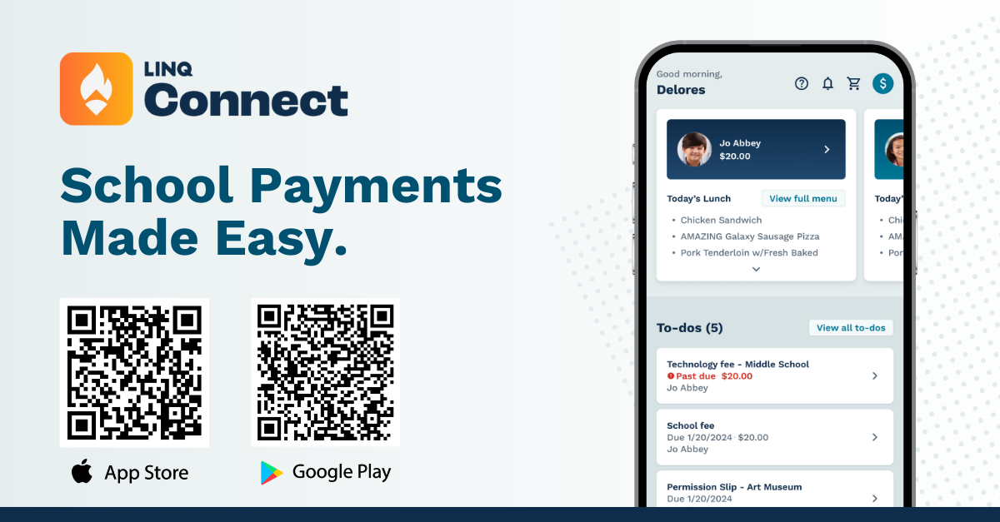 LINQ
Connect
School Payments
Made Easy.
App Store
Google Play
Good morning,
Delores
$
Jo Abbey
$20.00
Today's Lunch
View full menu
• Chicken Sandwich
• AMAZING Galaxy Sausage Pizza
• Pork Tenderloin w/Fresh Baked
Today'
• Chi
• AM
• Por
To-dos (5)
View all to-dos
Technology fee - Middle School
Past due $20.00
Jo Abbey
School fee
Due 1/20/2024 $20.00
Jo Abbey
Permission Slip - Art Museum
Due 1/20/2024